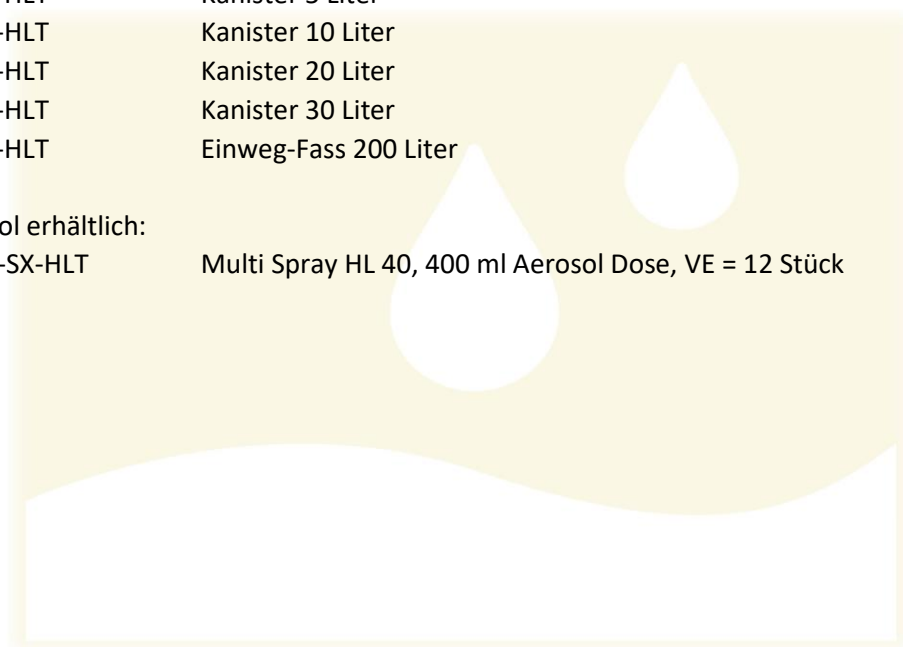 -HLT Kanister 10 Liter
-HLT Kanister 20 Liter
-HLT Kanister 30 Liter
-HLT Einweg-Fass 200 Liter
ol erhältlich:
-SX-HLT Multi Spray HL 40, 400 ml Aerosol Dose, VE = 12 Stück